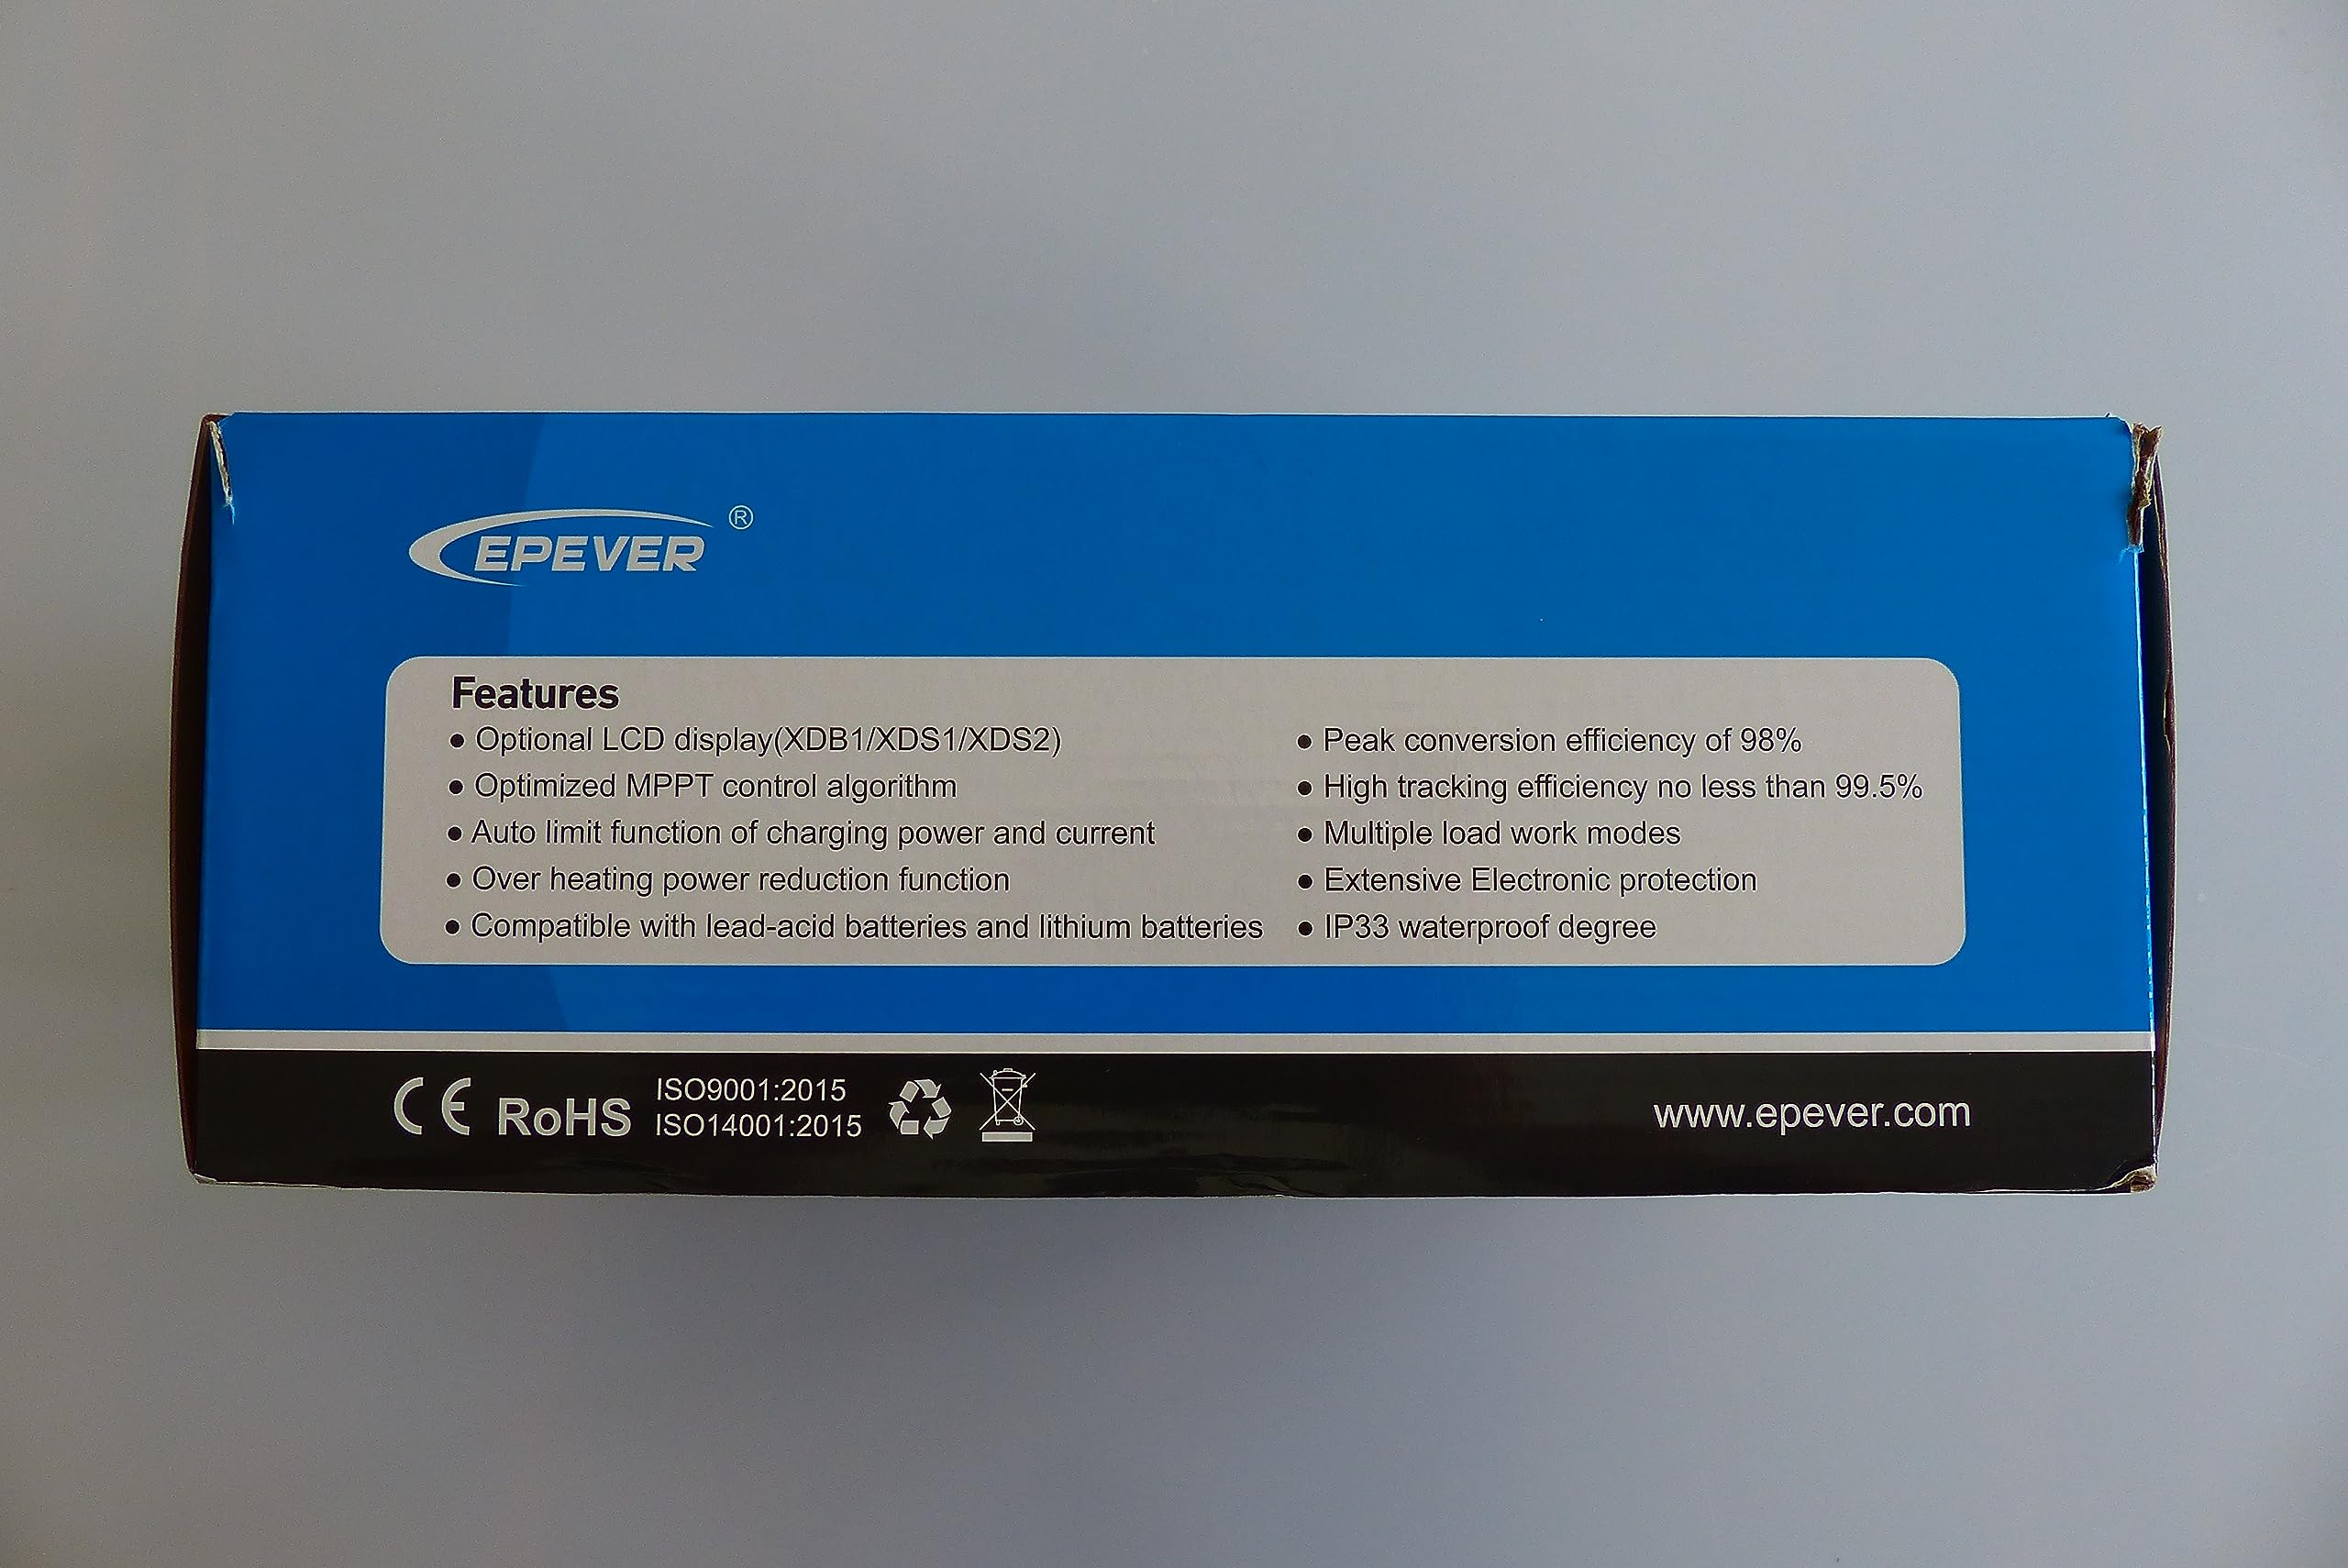 EPEVER ®
Features
● Optional LCD display(XDB1/XDS1/XDS2)
● Optimized MPPT control algorithm
● Auto limit function of charging power and current
● Over heating power reduction function
● Compatible with lead-acid batteries and lithium batteries
● Peak conversion efficiency of 98%
● High tracking efficiency no less than 99.5%
● Multiple load work modes
● Extensive Electronic protection
● IP33 waterproof degree
CE RoHS
ISO9001:2015
ISO14001:2015
www.epever.com